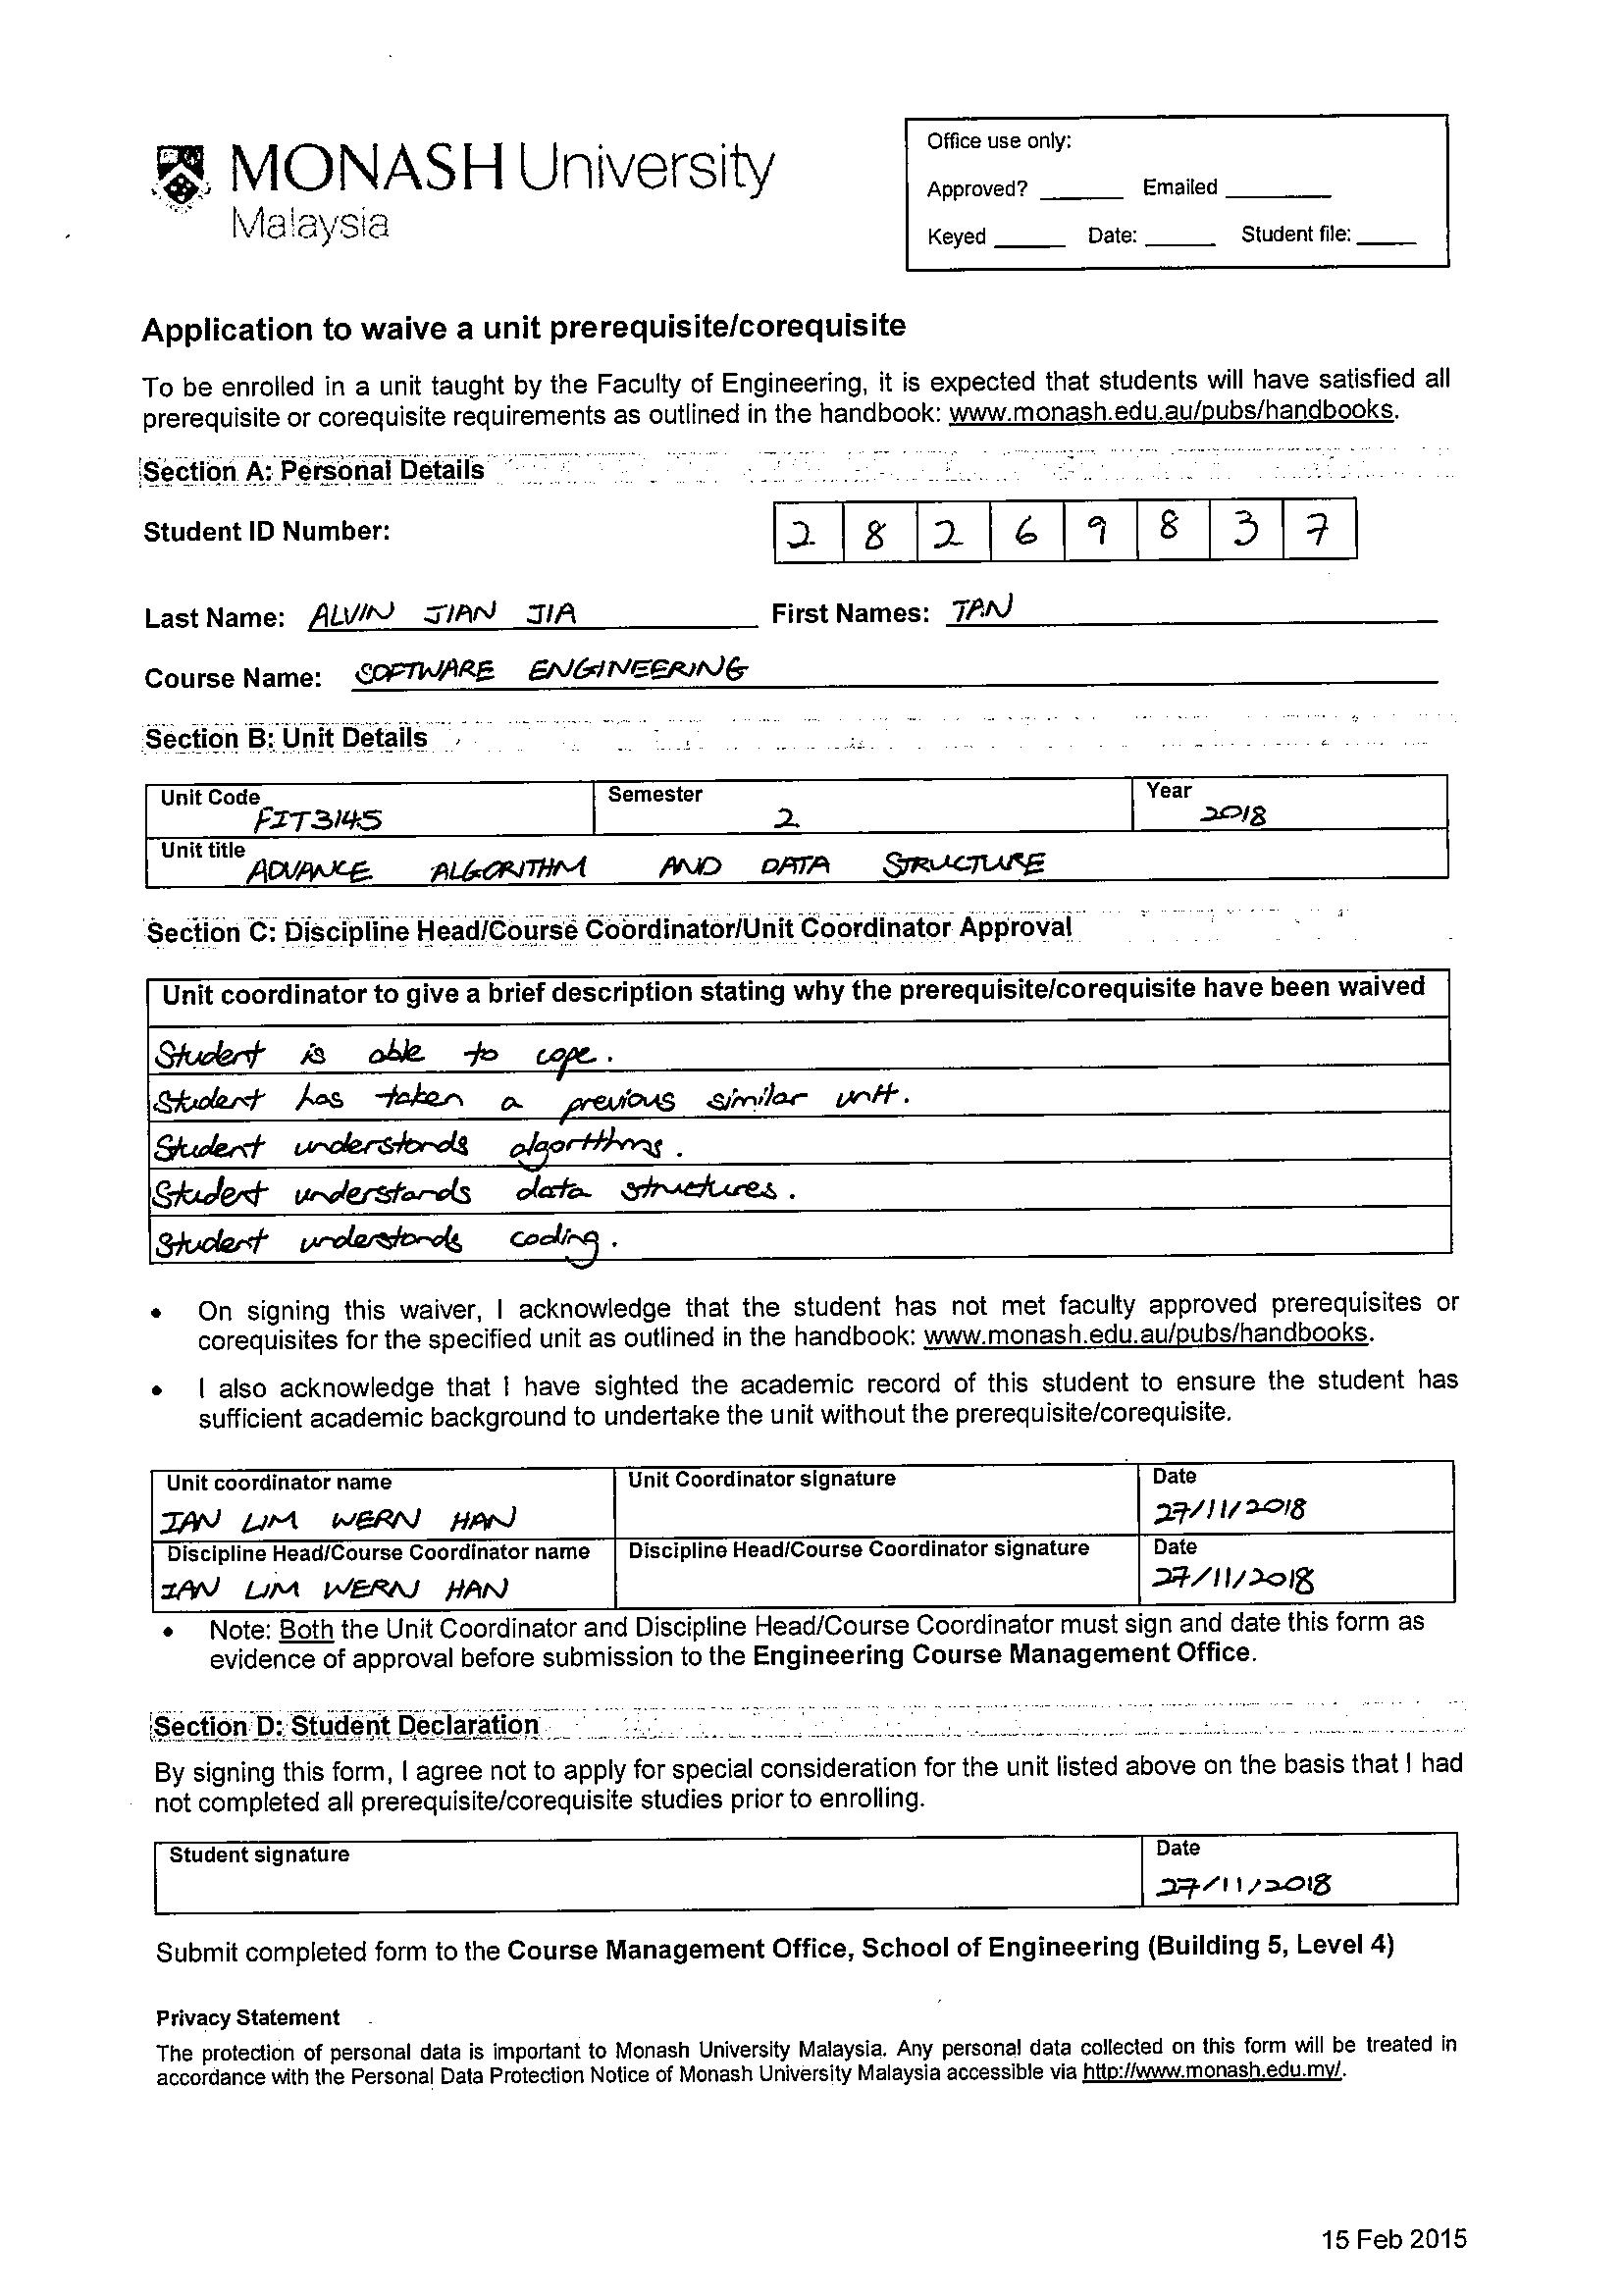 MONASH University
Malaysia
Office use only:
Approved? ______ Emailed ______
Keyed ______ Date: ______ Student file: ______
Application to waive a unit prerequisite/corequisite
To be enrolled in a unit taught by the Faculty of Engineering, it is expected that students will have satisfied all
prerequisite or corequisite requirements as outlined in the handbook: www.monash.edu.au/pubs/handbooks.
Section A: Personal Details
Student ID Number: 2 8 2 6 9 8 3 7
Last Name: ALVIN JIAN JIA First Names: TAN
Course Name: SOFTWARE ENGINEERING
Section B: Unit Details
Unit Code Semester Year
FIT3145 2 2018
Unit title
ADVANCE ALGORITHM AND DATA STRUCTURE
Section C: Discipline Head/Course Coordinator/Unit Coordinator Approval
Unit coordinator to give a brief description stating why the prerequisite/corequisite have been waived
Student is able to cope.
Student has taken a previous similar unit.
Student understands algorithms.
Student understands data structures.
Student understands coding.
• On signing this waiver, I acknowledge that the student has not met faculty approved prerequisites or
corequisites for the specified unit as outlined in the handbook: www.monash.edu.au/pubs/handbooks.
• I also acknowledge that I have sighted the academic record of this student to ensure the student has
sufficient academic background to undertake the unit without the prerequisite/corequisite.
Unit coordinator name Unit Coordinator signature Date
IAN LIM WERN HAN 27/11/2018
Discipline Head/Course Coordinator name Discipline Head/Course Coordinator signature Date
IAN LIM WERN HAN 27/11/2018
• Note: Both the Unit Coordinator and Discipline Head/Course Coordinator must sign and date this form as
evidence of approval before submission to the Engineering Course Management Office.
Section D: Student Declaration
By signing this form, I agree not to apply for special consideration for the unit listed above on the basis that I had
not completed all prerequisite/corequisite studies prior to enrolling.
Student signature Date
27/11/2018
Submit completed form to the Course Management Office, School of Engineering (Building 5, Level 4)
Privacy Statement
The protection of personal data is important to Monash University Malaysia. Any personal data collected on this form will be treated in
accordance with the Personal Data Protection Notice of Monash University Malaysia accessible via http://www.monash.edu.my/.
15 Feb 2015